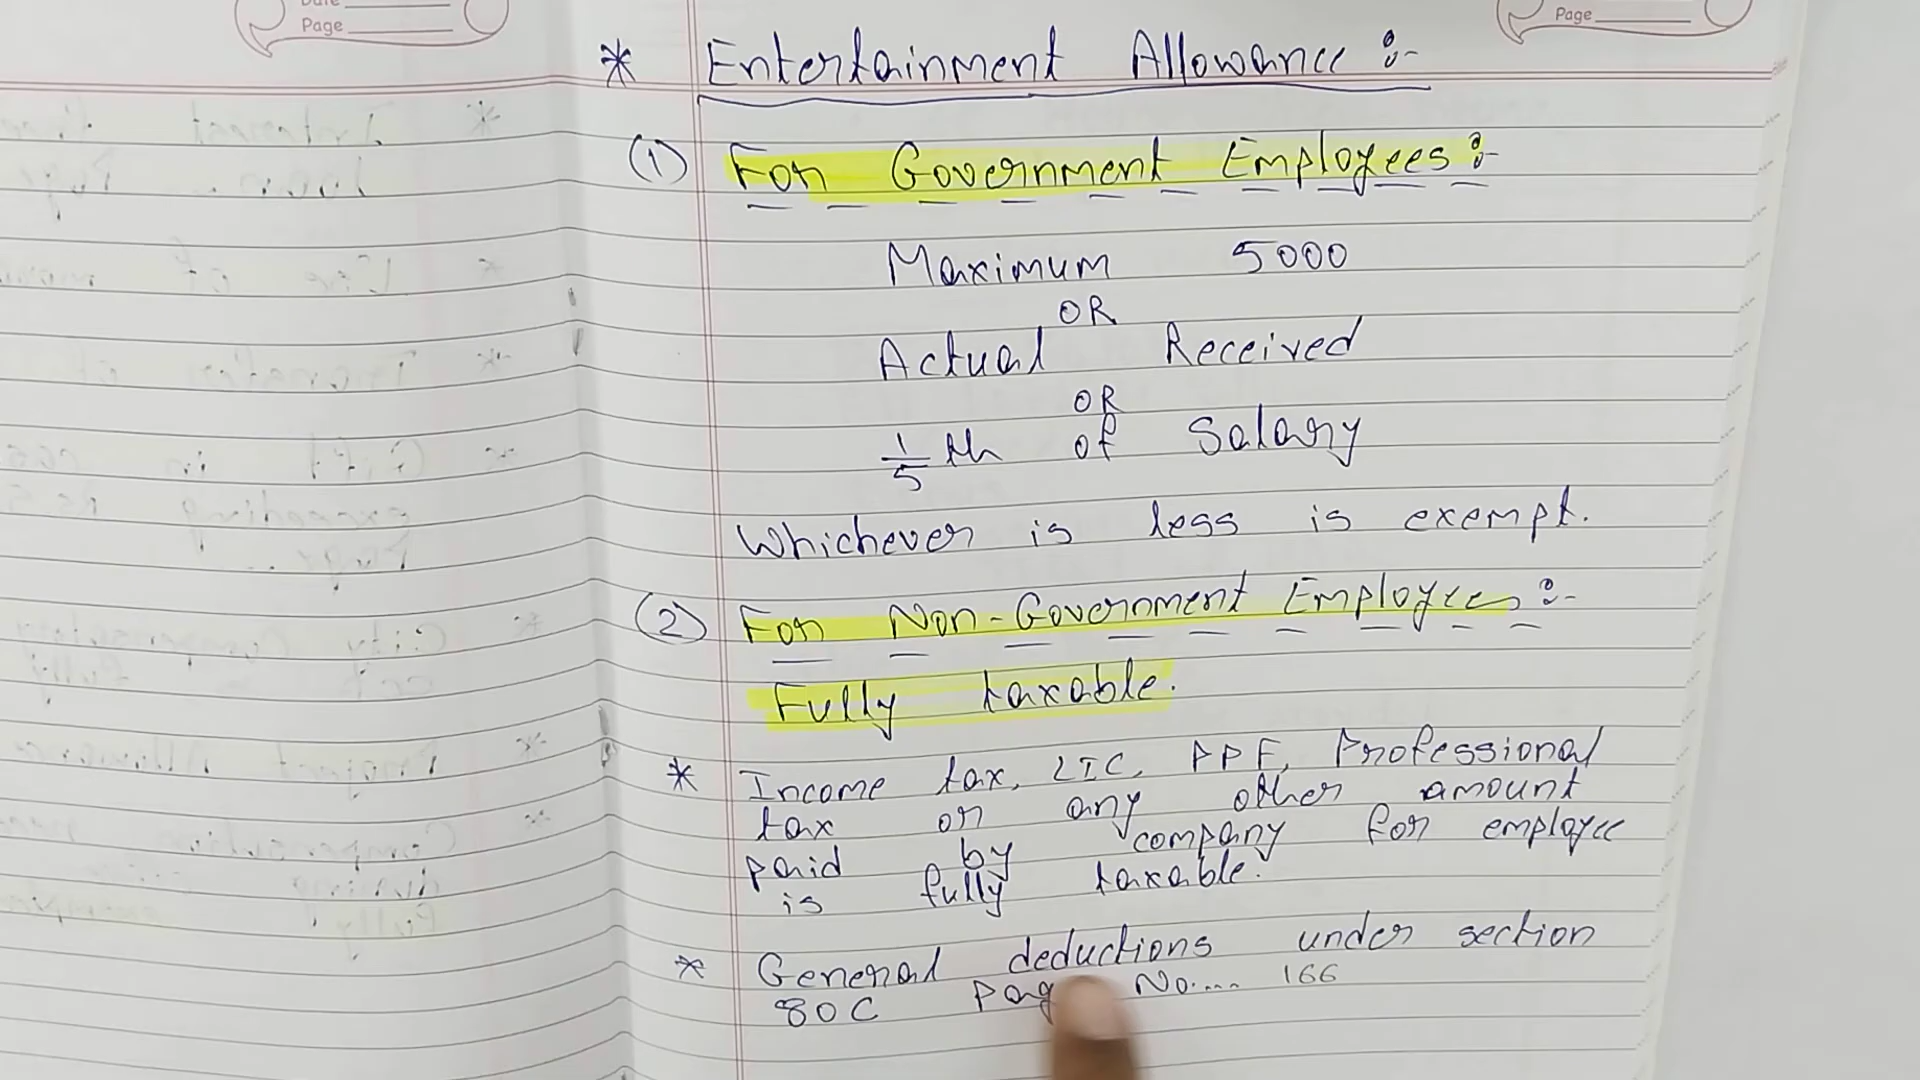 Page
Page
* Entertainment Allowance :-
(1) For Government Employees :-
Maximum 5000
OR
Actual Received
OR
1/5 th of Salary
Whichever is less is exempt.
(2) For Non-Government Employees :-
Fully taxable.
* Income tax, LIC, PPF, Professional
tax or any other amount
paid by company for employee
is fully taxable.
* General deductions under section
80C Page No.... 166